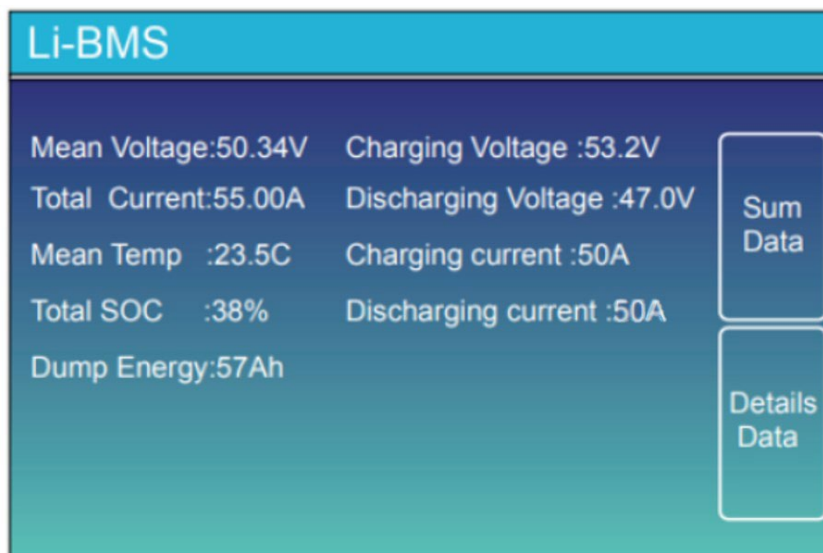 Li-BMS
Mean Voltage:50.34V
Total Current:55.00A
Mean Temp :23.5C
Total SOC :38%
Dump Energy:57Ah
Charging Voltage :53.2V
Discharging Voltage :47.0V
Charging current :50A
Discharging current :50A
Sum
Data
Details
Data